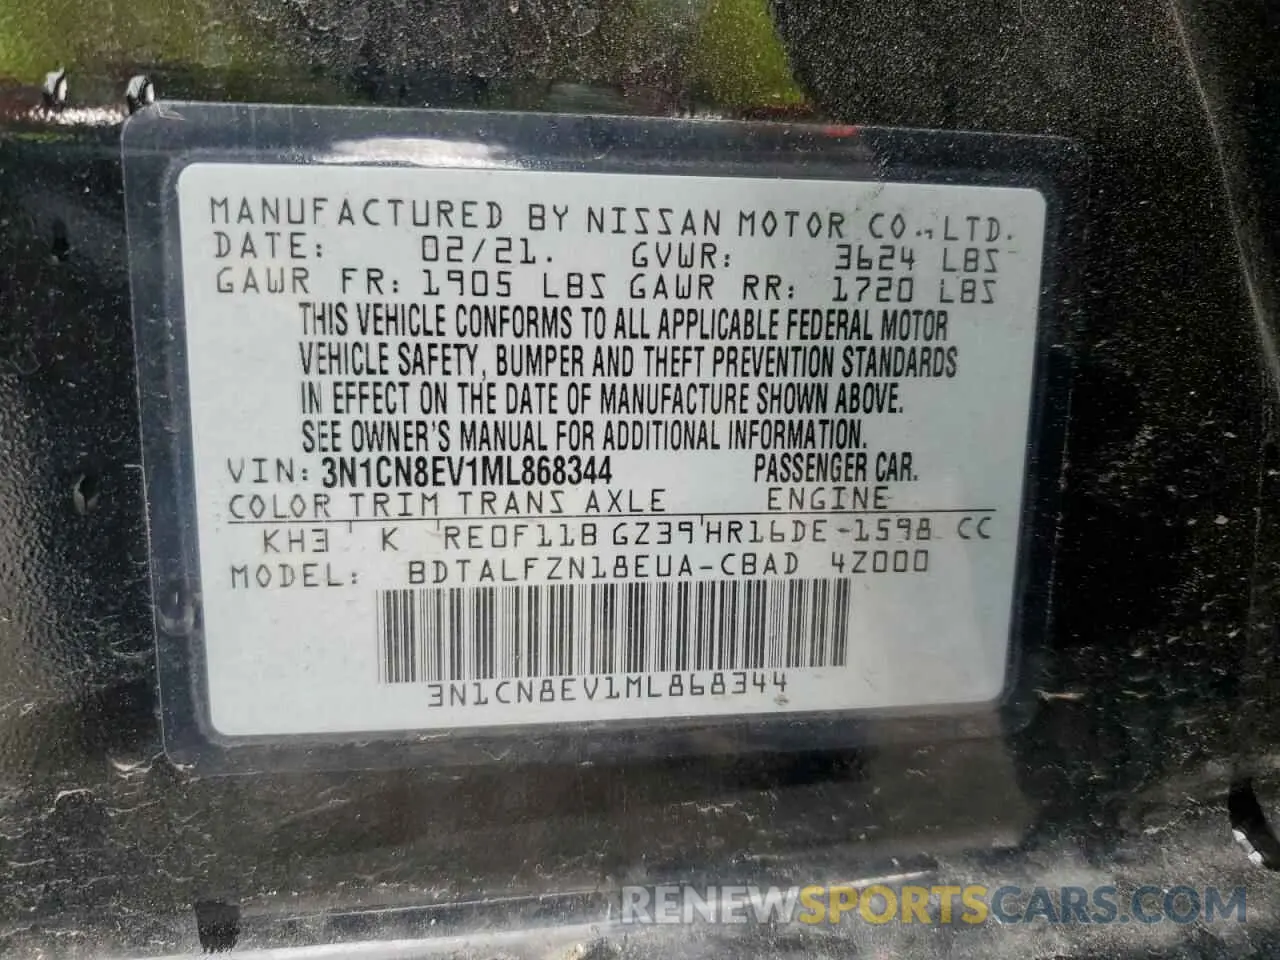 MANUFACTURED BY NISSAN MOTOR CO., LTD.
DATE: 02/21. GVWR: 3624 LBS
GAWR FR: 1905 LBS GAWR RR: 1720 LBS
THIS VEHICLE CONFORMS TO ALL APPLICABLE FEDERAL MOTOR
VEHICLE SAFETY, BUMPER AND THEFT PREVENTION STANDARDS
IN EFFECT ON THE DATE OF MANUFACTURE SHOWN ABOVE.
SEE OWNER'S MANUAL FOR ADDITIONAL INFORMATION.
VIN: 3N1CN8EV1ML868344 PASSENGER CAR.
COLOR TRIM TRANS AXLE ENGINE
KH3 K RE0F11B GZ39 HR16DE-1598 CC
MODEL: BDTALFZN18EUA-CBAD 4Z000
3N1CN8EV1ML868344
RENEWSPORTSCARS.COM